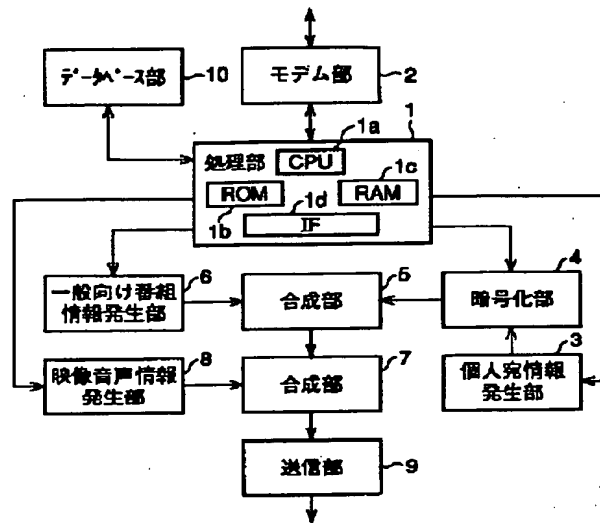 データベース部
10
モデム部
2
1
1a
処理部
CPU
1c
ROM
1d
RAM
1b
IF
6
一般向け番組
情報発生部
5
合成部
4
暗号化部
8
映像音声情報
発生部
7
合成部
3
個人宛情報
発生部
送信部
9